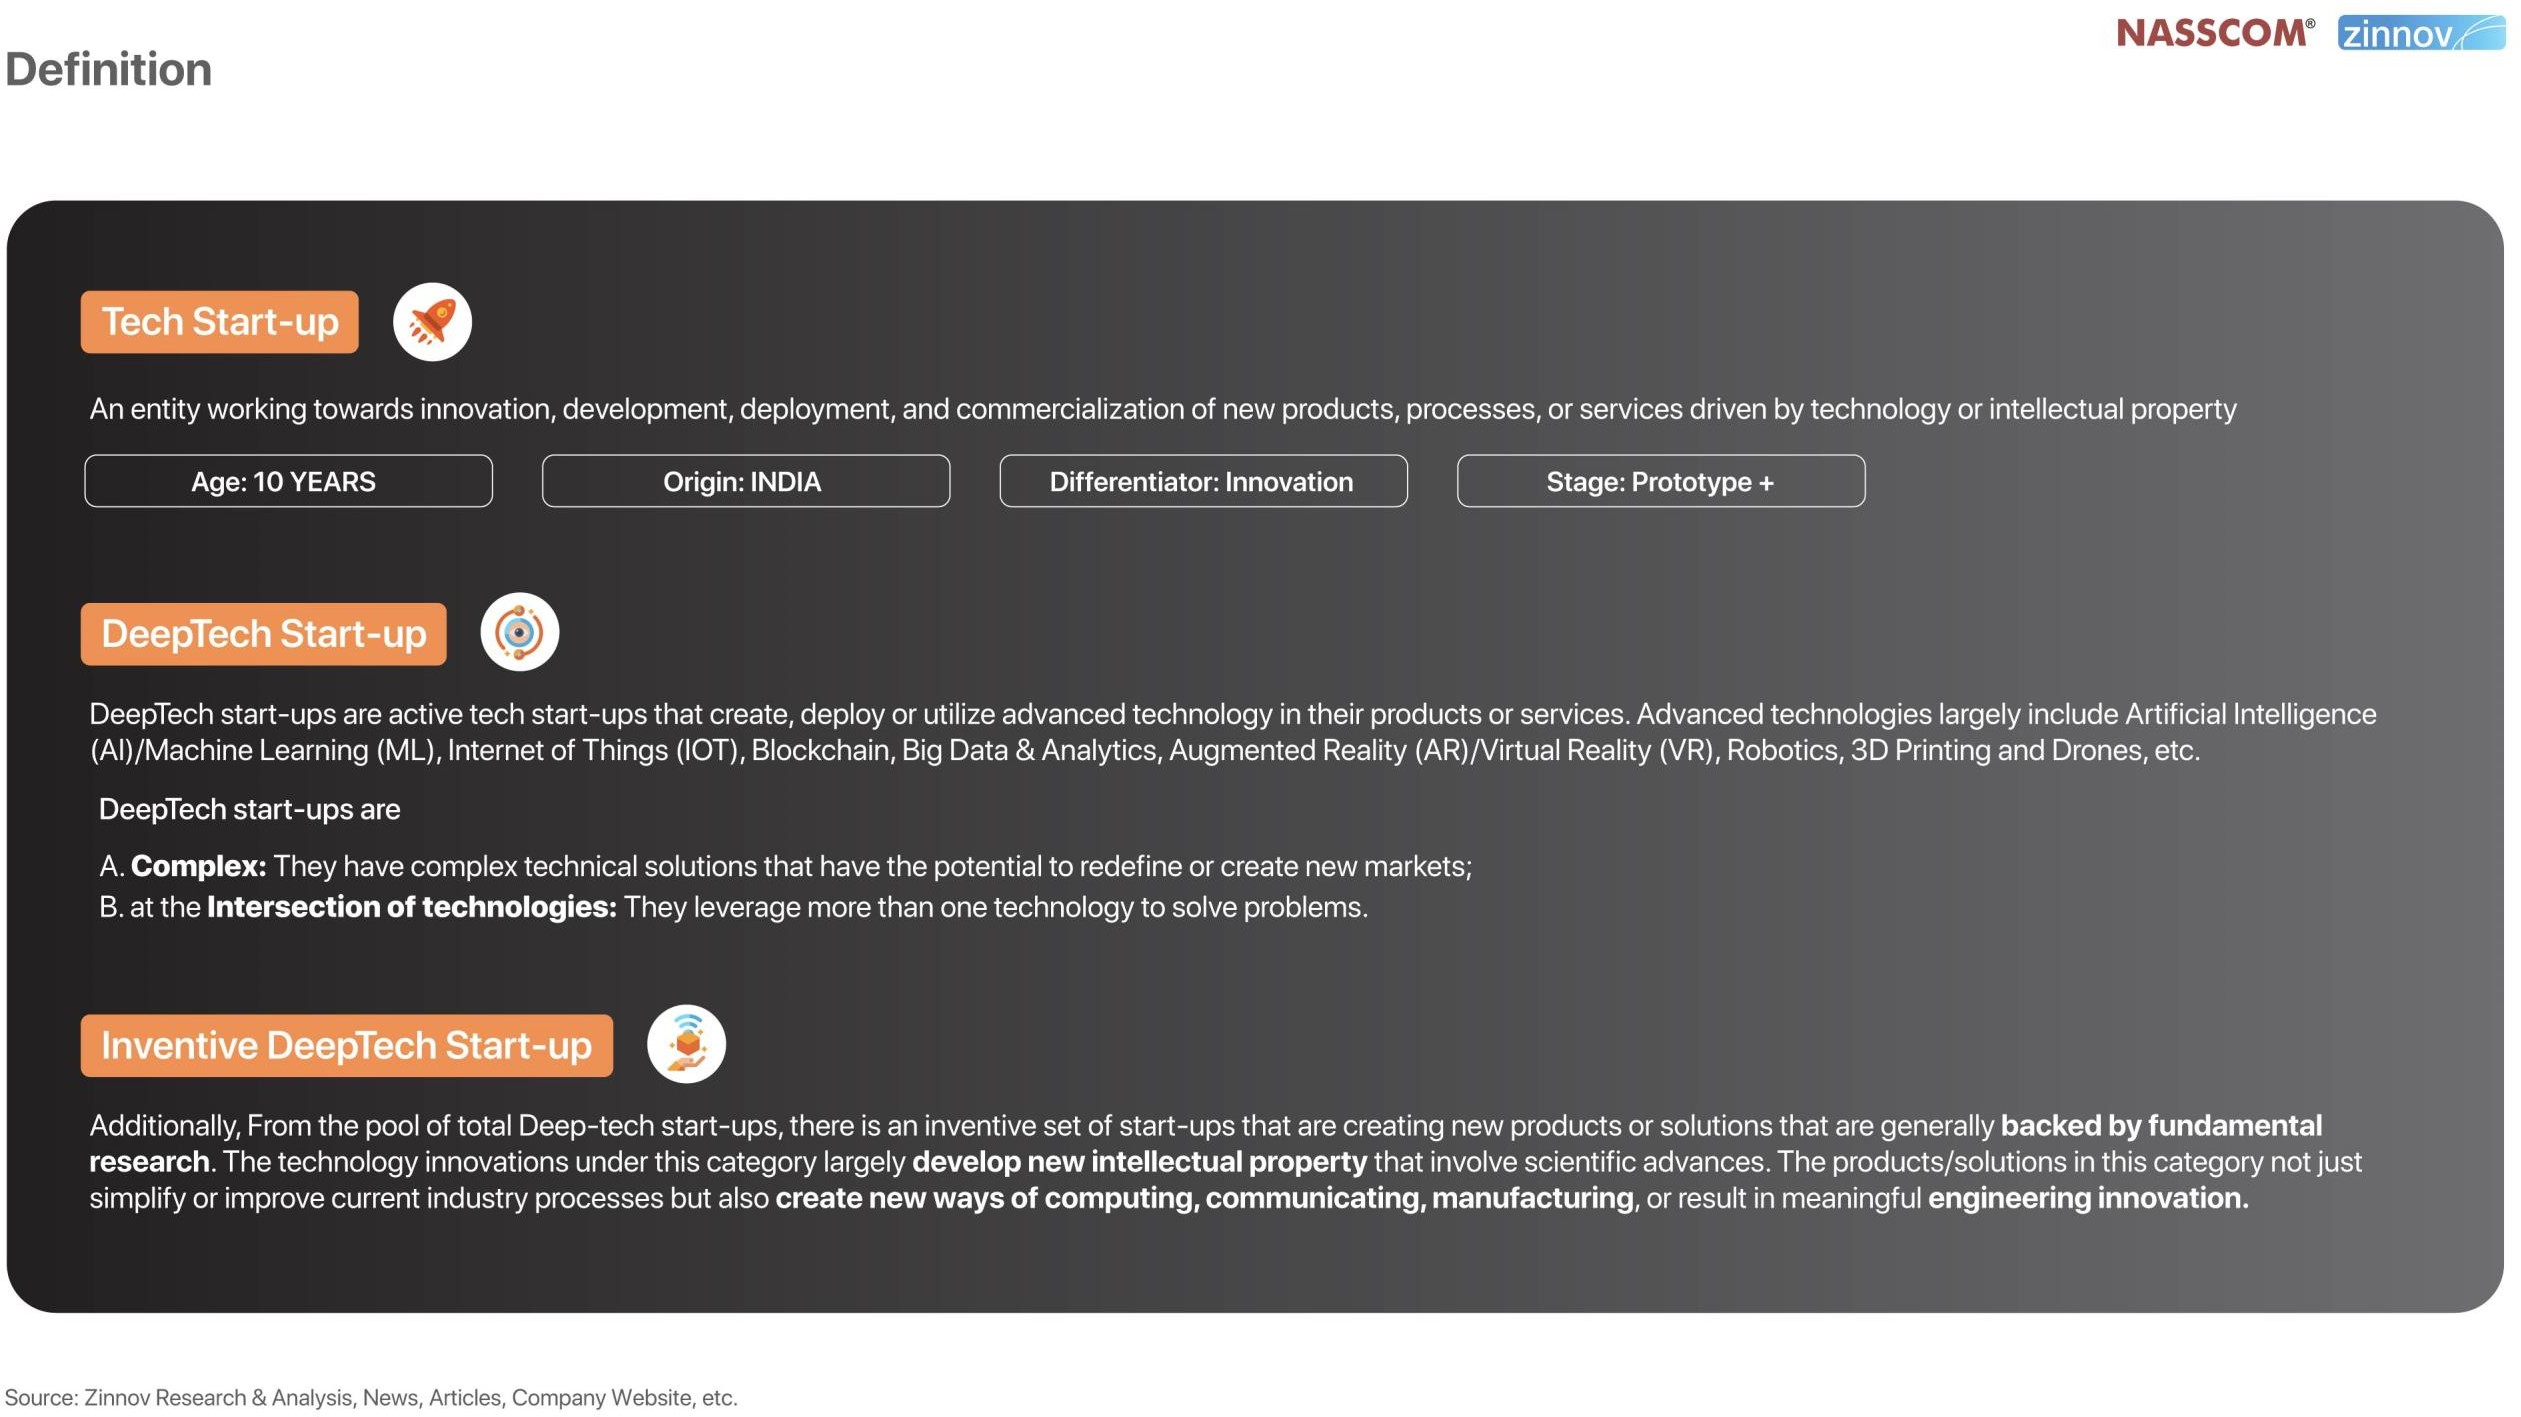 NASSCOM® zinnov
Definition
Tech Start-up
An entity working towards innovation, development, deployment, and commercialization of new products, processes, or services driven by technology or intellectual property
Age: 10 YEARS
Origin: INDIA
Differentiator: Innovation
Stage: Prototype +
DeepTech Start-up
DeepTech start-ups are active tech start-ups that create, deploy or utilize advanced technology in their products or services. Advanced technologies largely include Artificial Intelligence
(AI)/Machine Learning (ML), Internet of Things (IOT), Blockchain, Big Data & Analytics, Augmented Reality (AR)/Virtual Reality (VR), Robotics, 3D Printing and Drones, etc.
DeepTech start-ups are
A. Complex: They have complex technical solutions that have the potential to redefine or create new markets;
B. at the Intersection of technologies: They leverage more than one technology to solve problems.
Inventive DeepTech Start-up
Additionally, From the pool of total Deep-tech start-ups, there is an inventive set of start-ups that are creating new products or solutions that are generally backed by fundamental
research. The technology innovations under this category largely develop new intellectual property that involve scientific advances. The products/solutions in this category not just
simplify or improve current industry processes but also create new ways of computing, communicating, manufacturing, or result in meaningful engineering innovation.
Source: Zinnov Research & Analysis, News, Articles, Company Website, etc.